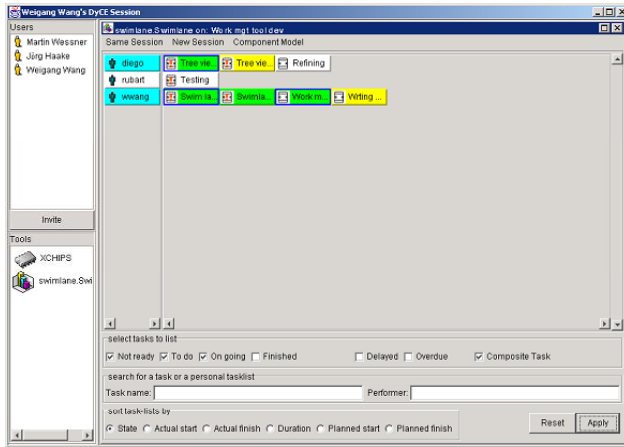 Weigang Wang's DyCE Session
Users
Martin Wessner
Jörg Haake
Weigang Wang
Invite
Tools
XCHIPS
swimlane.Swi
swimlane.Swimlane on: Work mgt tool dev
Same Session New Session Component Model
diego Tree vie... Tree vie... Refining
rubart Testing
wwang Swim la... Swimla... Work m... Writing ...
select tasks to list
Not ready To do On going Finished Delayed Overdue Composite Task
search for a task or a personal tasklist
Task name: Performer:
sort task-lists by
State Actual start Actual finish Duration Planned start Planned finish
Reset Apply